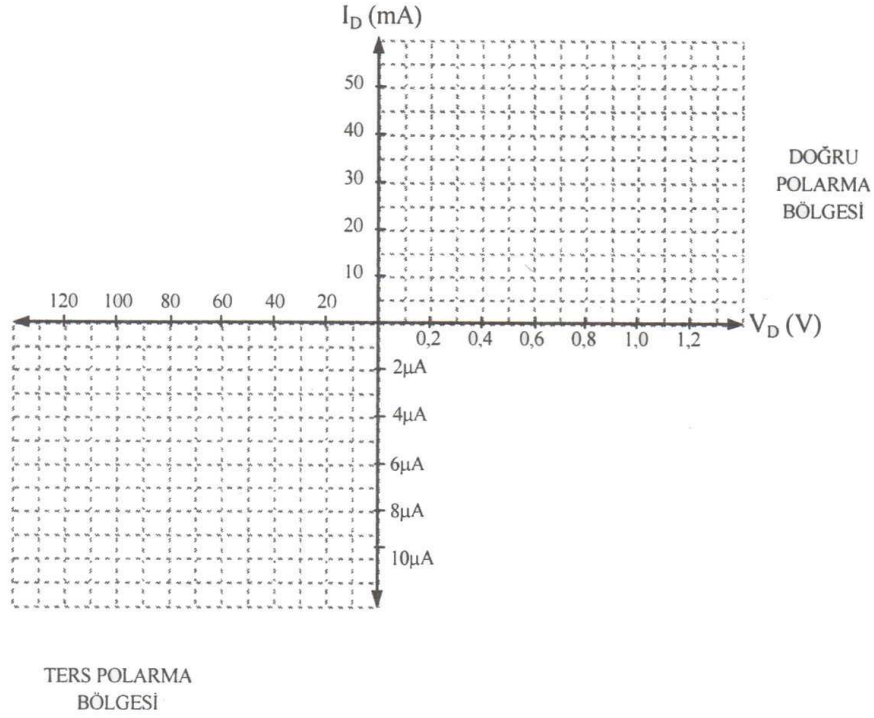 I_D (mA)
50
40
30
20
10
DOĞRU
POLARMA
BÖLGESİ
120 100 80 60 40 20
0,2 0,4 0,6 0,8 1,0 1,2
V_D (V)
2μA
4μA
6μA
8μA
10μA
TERS POLARMA
BÖLGESİ